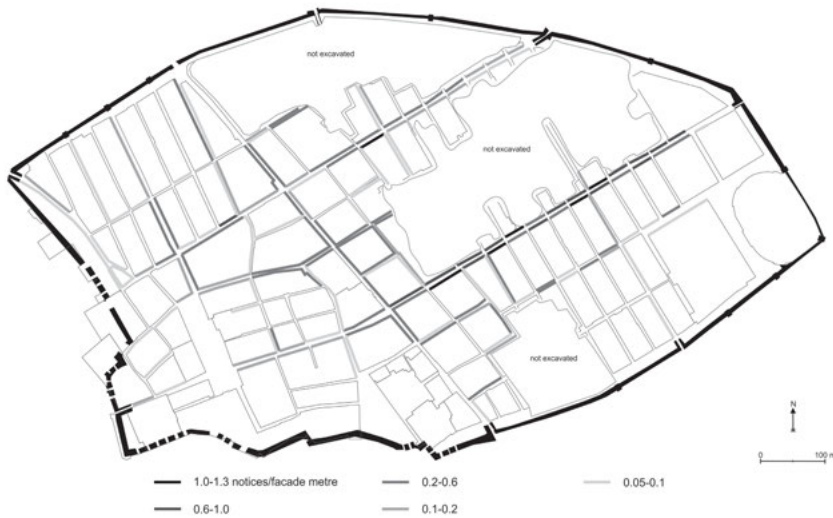 not excavated
not excavated
not excavated
N
0 100 m
1.0-1.3 notices/facade metre 0.2-0.6 0.05-0.1
0.6-1.0 0.1-0.2